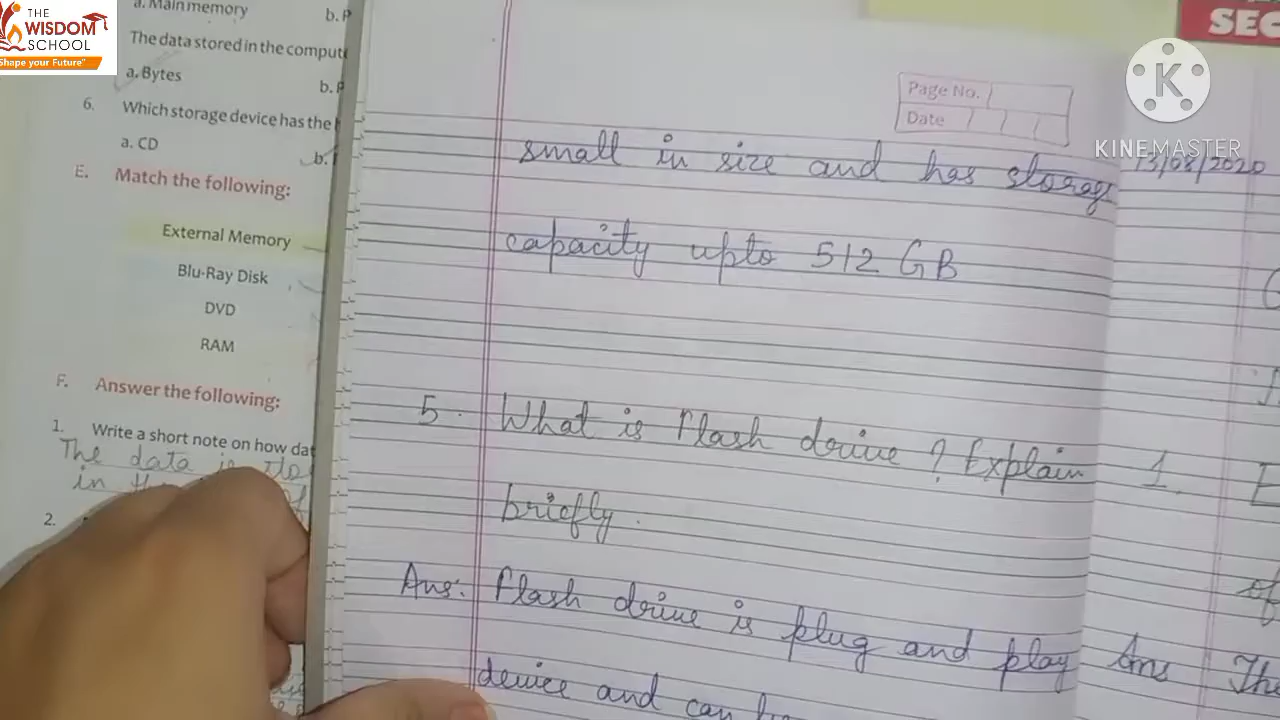 THE
WISDOM
SCHOOL
Shape your Future"
a. Main memory
b.
The data stored in the
a. Bytes
b.
6. Which storage device has the
a. CD
b.
E. Match the following:
External Memory
Blu-Ray Disk
DVD
RAM
F. Answer the following:
1. Write a short note on how
The data is
in
2.
Page No.
Date / / /
small in size and has storag
capacity upto 512 GB
5. What is flash drive? Explain
briefly.
Ans: Flash drive is plug and play
device and can
SEC
K
KINEMASTER
13/08/2020
1.
of
Ans The